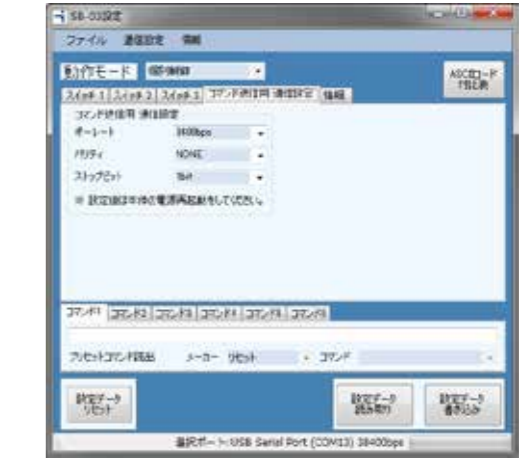 SB-03設定
ファイル 通信設定 情報
動作モード 個別制御
ASCIIコード 対比表
スイッチ 1 スイッチ 2 スイッチ 3 コマンド送信用 通信設定 情報
コマンド送信用 通信設定
ボーレート 38400bps
パリティ NONE
ストップビット 1bit
※ 設定後は本体の電源再起動をしてください。
コマンド1 コマンド2 コマンド3 コマンド4 コマンド5 コマンド6
プリセットコマンド読出 メーカー リセット コマンド
設定データ リセット
設定データ 読み取り
設定データ 書き込み
選択ポート USB Serial Port (COM13) 38400bps